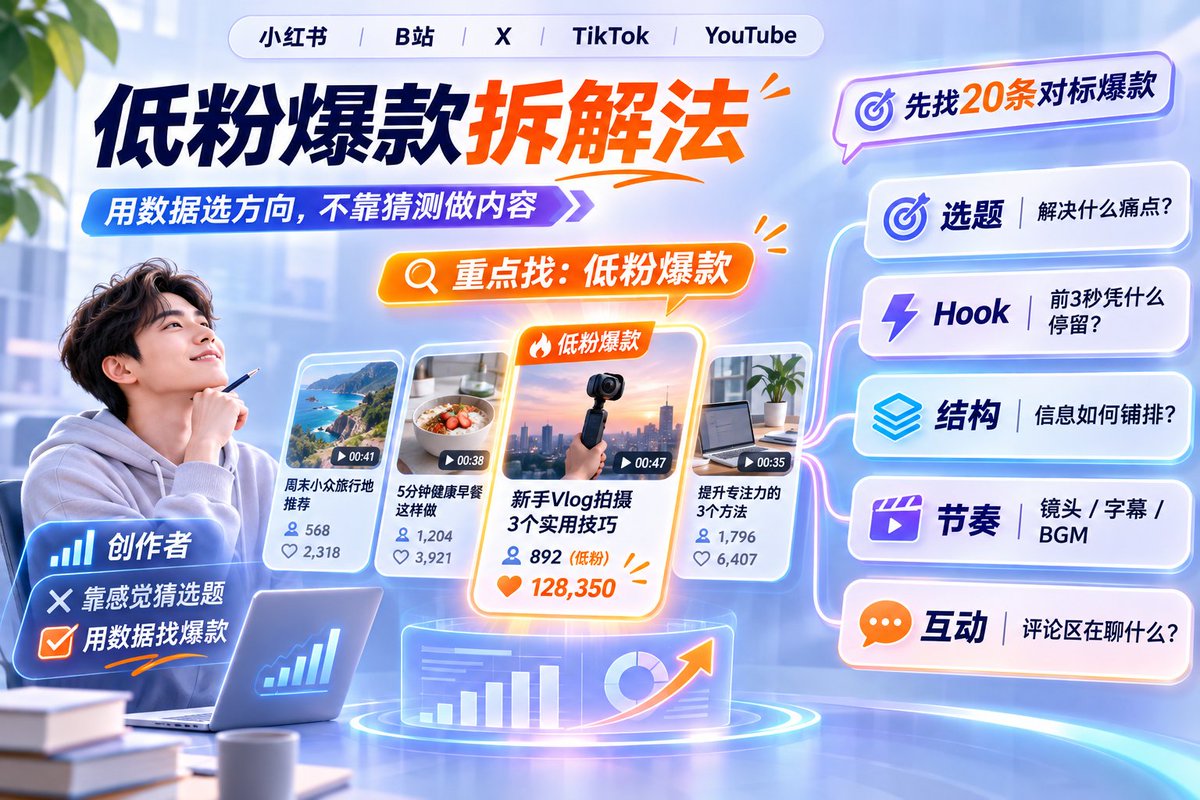 小红书 | B站 | X | TikTok | YouTube
低粉爆款拆解法
用数据选方向，不靠猜测做内容
先找20条对标爆款
重点找：低粉爆款
00:41
周末小众旅行地
推荐
568
2,318
00:38
5分钟健康早餐
这样做
1,204
3,921
低粉爆款
00:47
新手Vlog拍摄
3个实用技巧
892 (低粉)
128,350
00:35
提升专注力的
3个方法
1,796
6,407
选题 | 解决什么痛点？
Hook | 前3秒凭什么
停留？
结构 | 信息如何铺排？
节奏 | 镜头 / 字幕 /
BGM
互动 | 评论区在聊什么？
创作者
靠感觉猜选题
用数据找爆款